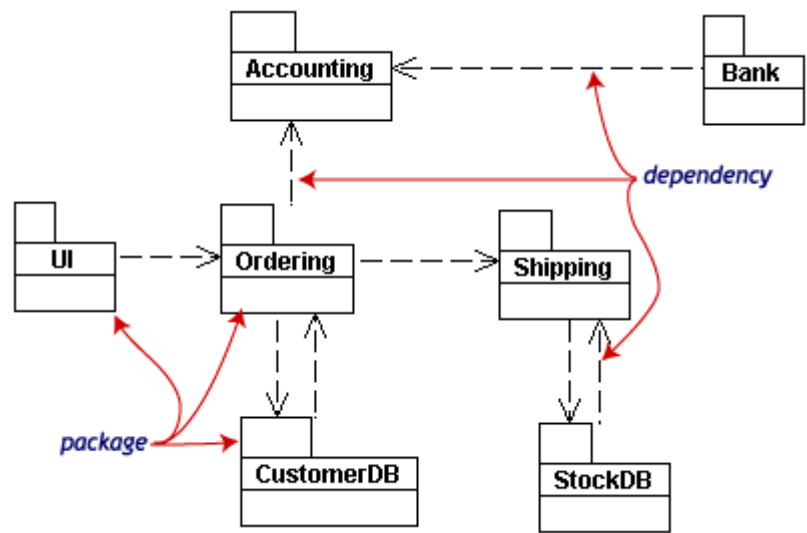 Accounting
Bank
dependency
UI
Ordering
Shipping
package
CustomerDB
StockDB